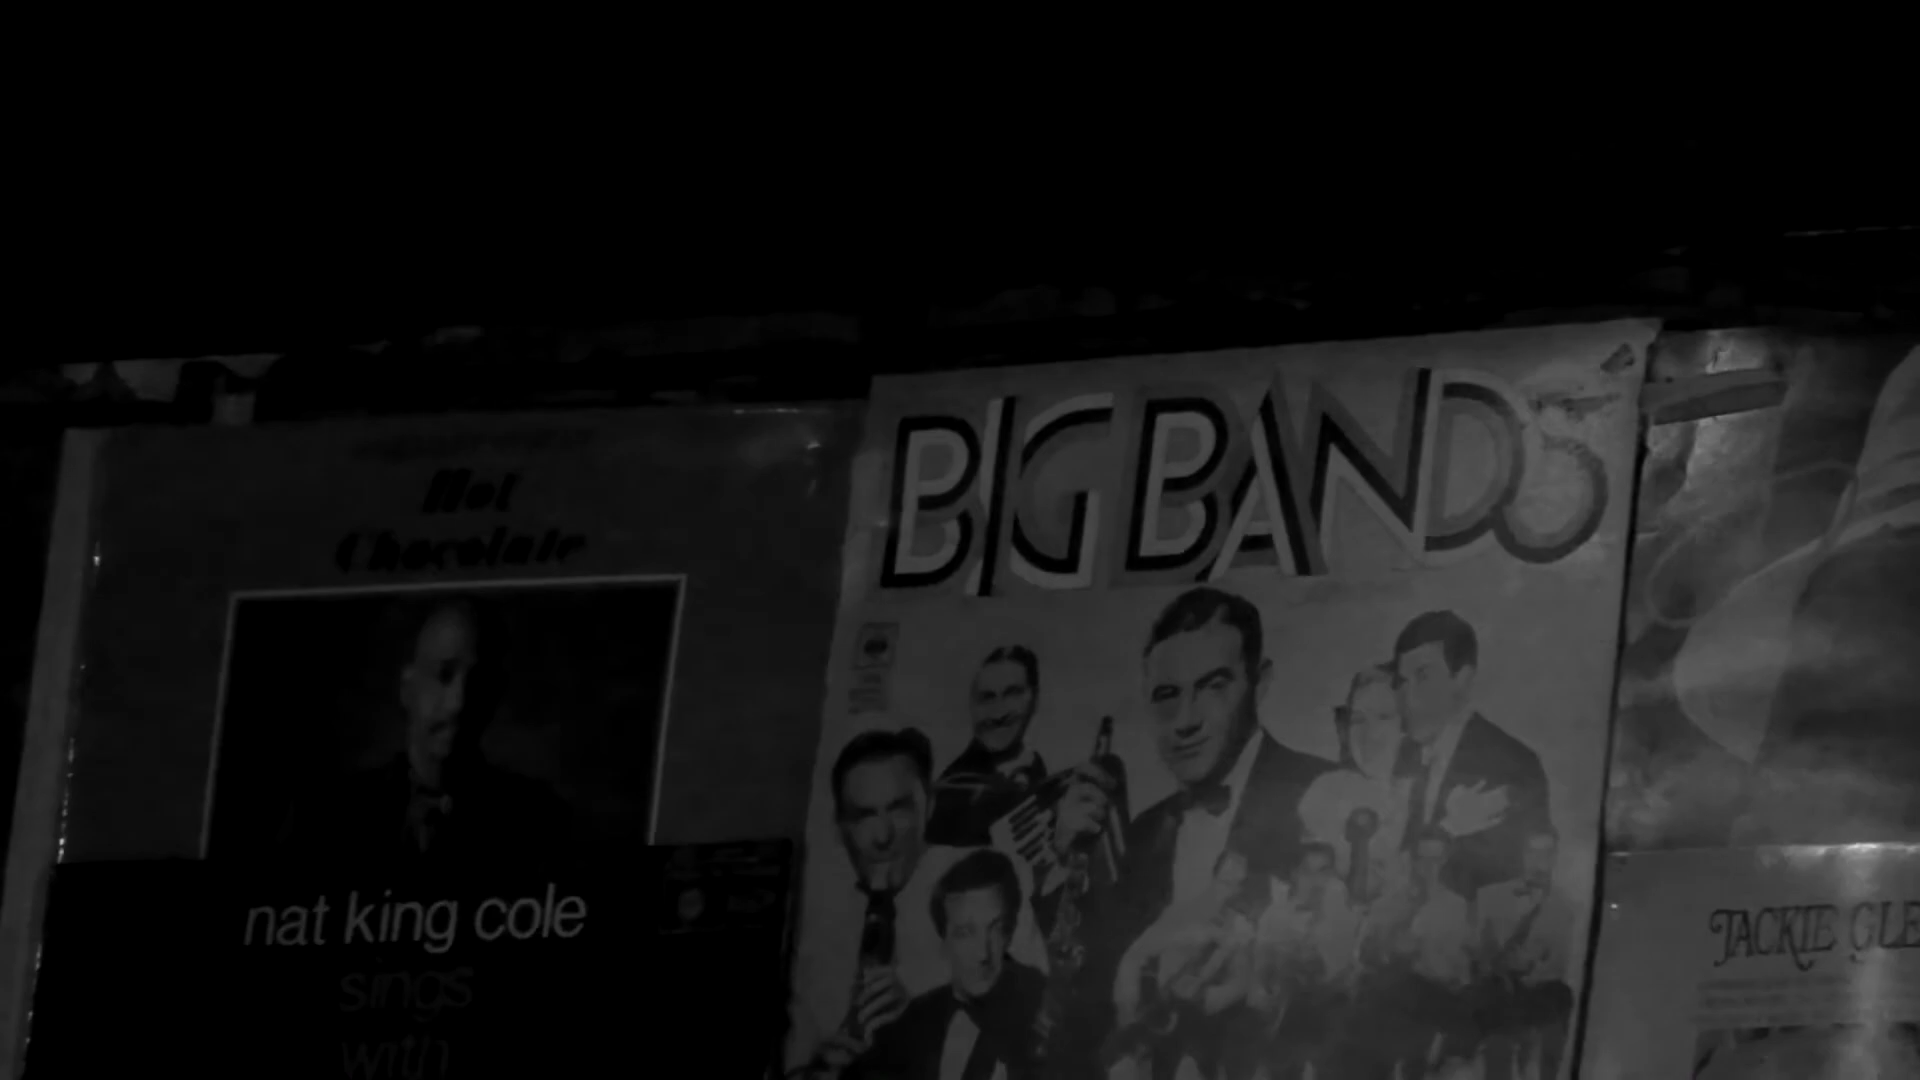 Hot
Chocolate
nat king cole
sings
with
BIG BANDS
JACKIE GLE